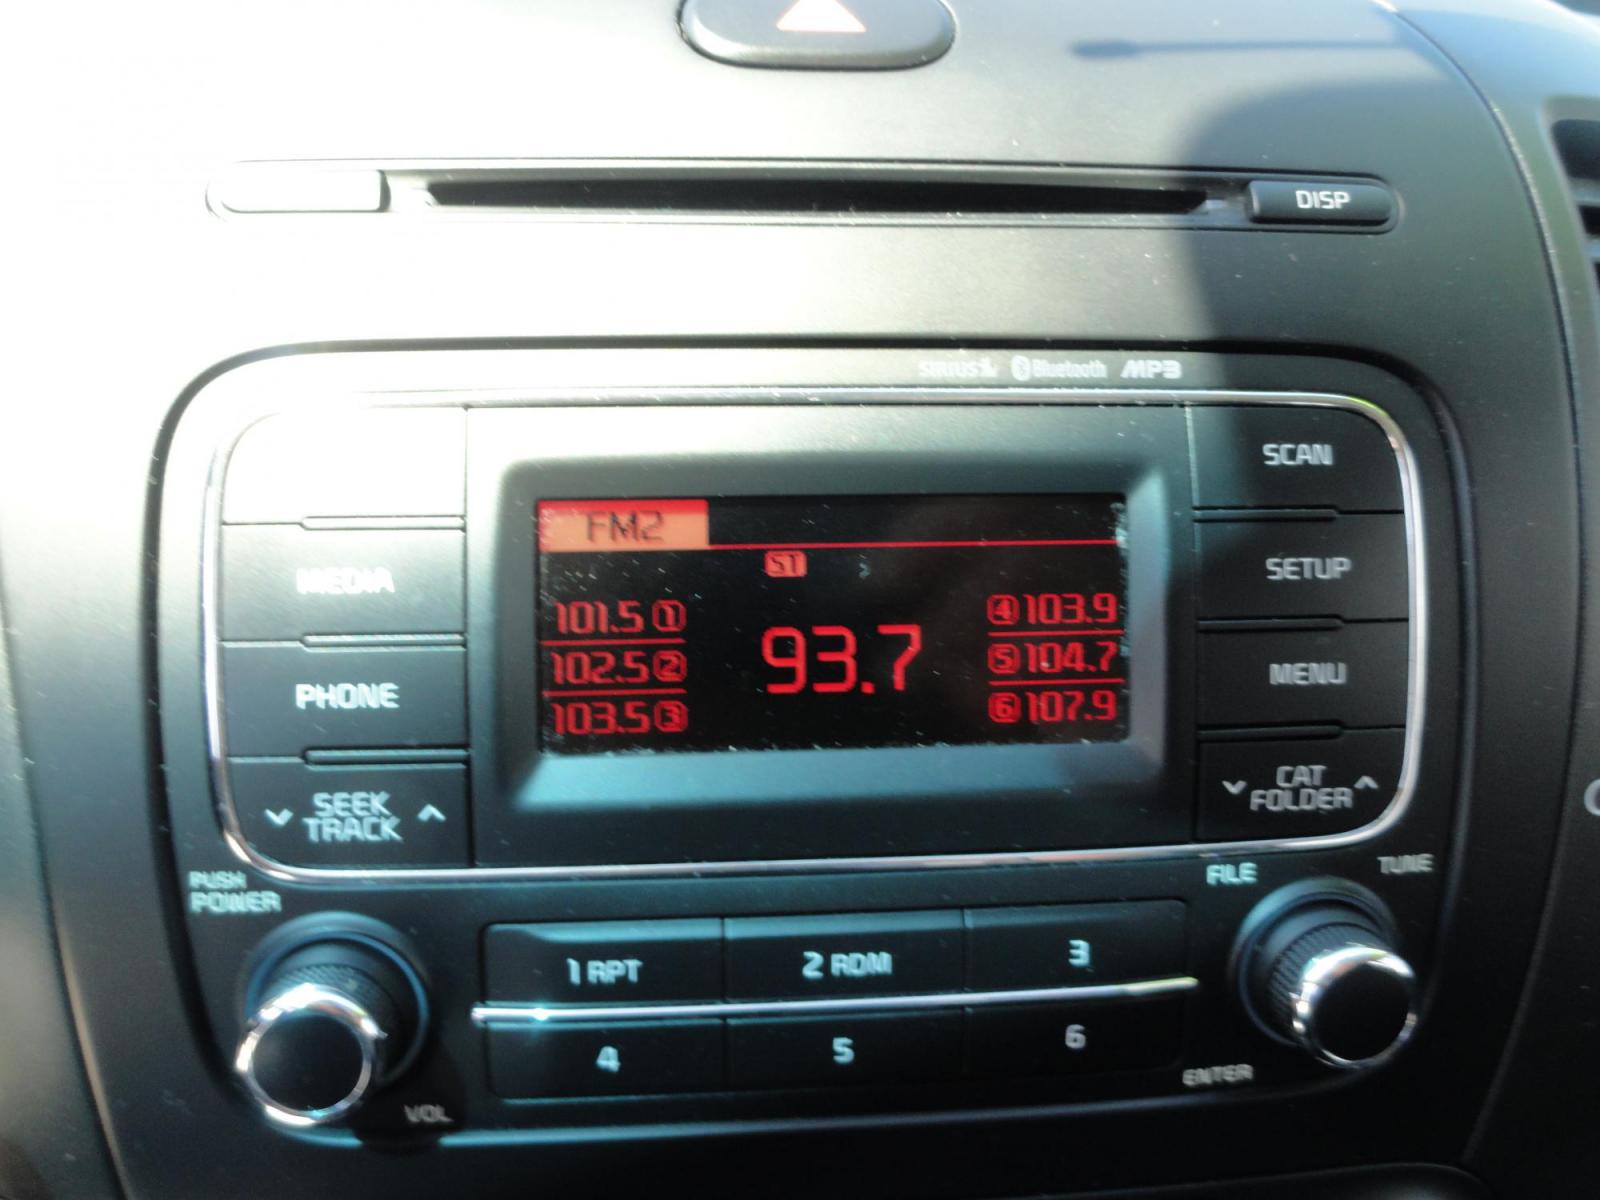 DISP
SIRIUS Bluetooth MP3
SCAN
MEDIA
SETUP
PHONE
MENU
SEEK
TRACK
CAT
FOLDER
FM2
ST
101.5 1
102.5 2
103.5 3
93.7
4 103.9
5 104.7
6 107.9
PUSH
POWER
VOL
FILE
TUNE
ENTER
1 RPT
2 RDM
3
4
5
6